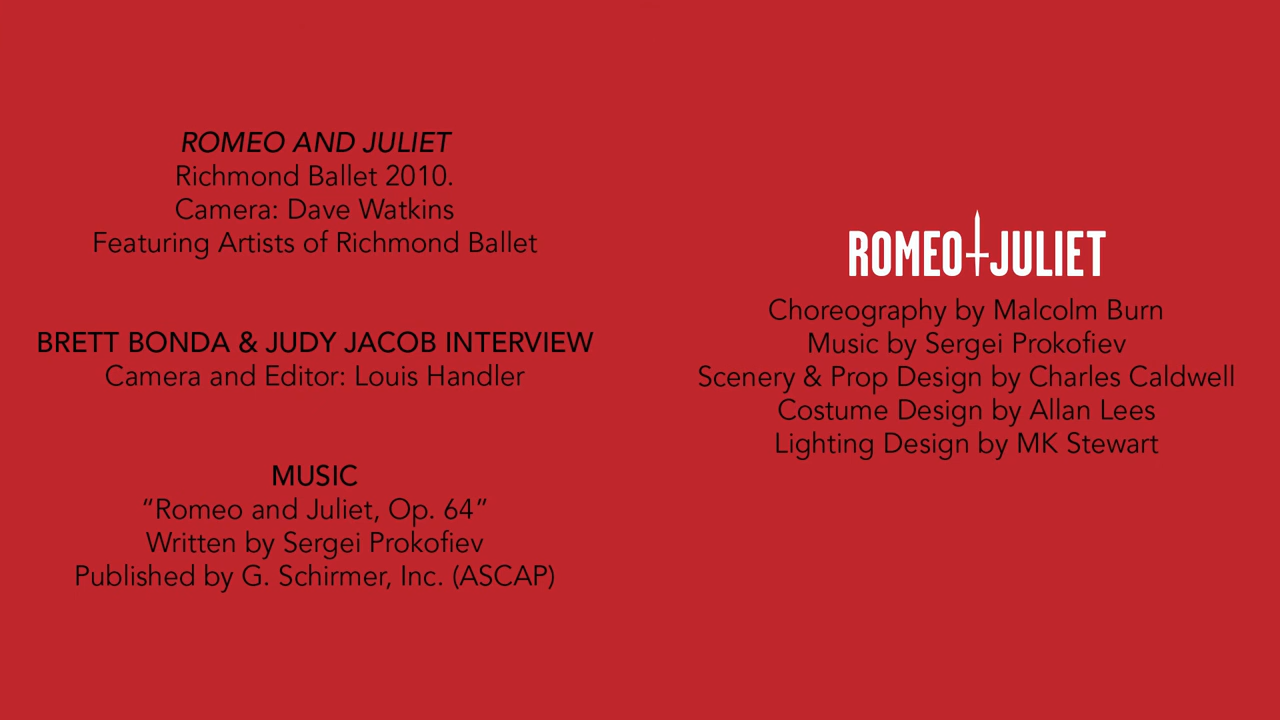 ROMEO AND JULIET
Richmond Ballet 2010.
Camera: Dave Watkins
Featuring Artists of Richmond Ballet
BRETT BONDA & JUDY JACOB INTERVIEW
Camera and Editor: Louis Handler
MUSIC
“Romeo and Juliet, Op. 64”
Written by Sergei Prokofiev
Published by G. Schirmer, Inc. (ASCAP)
ROMEO JULIET
Choreography by Malcolm Burn
Music by Sergei Prokofiev
Scenery & Prop Design by Charles Caldwell
Costume Design by Allan Lees
Lighting Design by MK Stewart